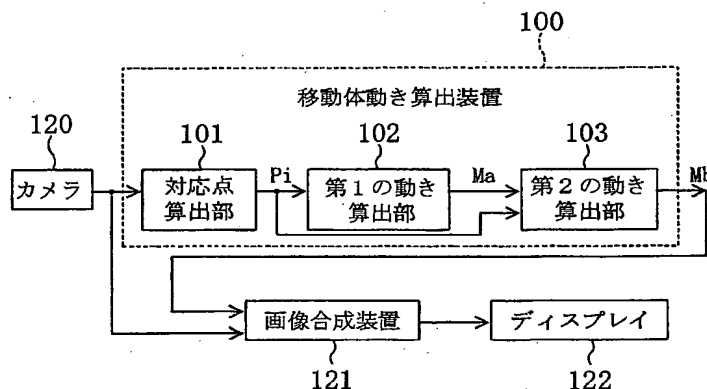 100
移動体動き算出装置
120
101
102
103
カメラ
対応点
算出部
Pi
第1の動き
算出部
Ma
第2の動き
算出部
Mb
画像合成装置
ディスプレイ
121
122